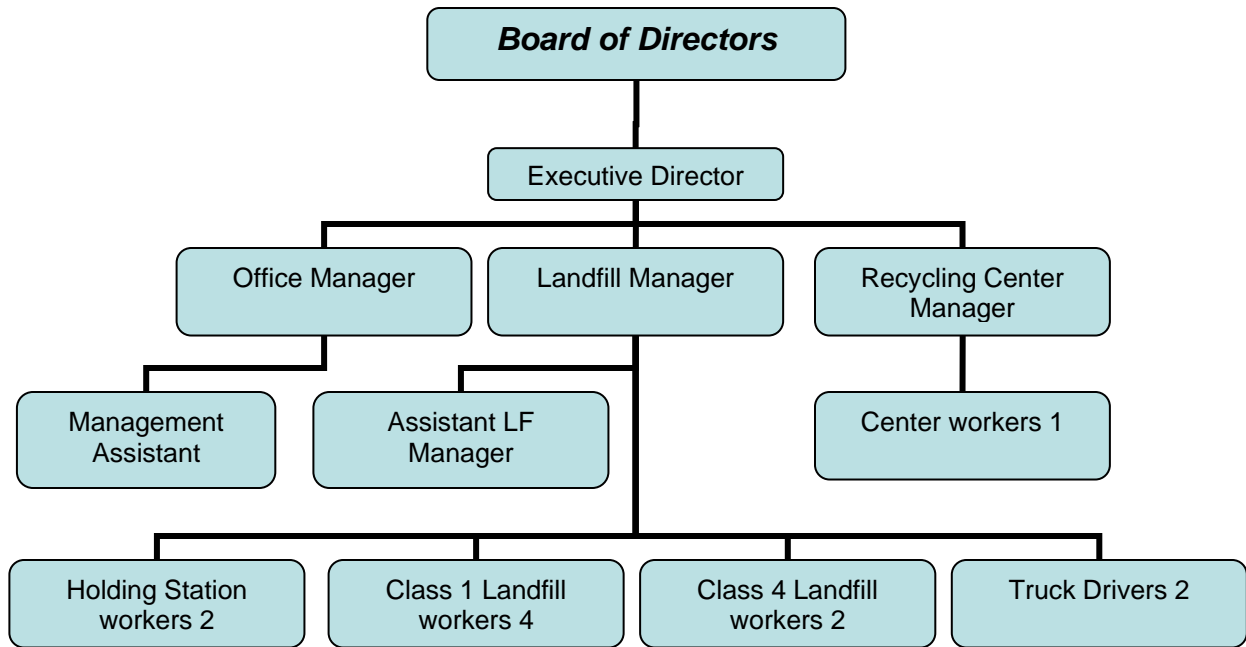 Board of Directors
Executive Director
Office Manager
Landfill Manager
Recycling Center
Manager
Management
Assistant
Assistant LF
Manager
Center workers 1
Holding Station
workers 2
Class 1 Landfill
workers 4
Class 4 Landfill
workers 2
Truck Drivers 2